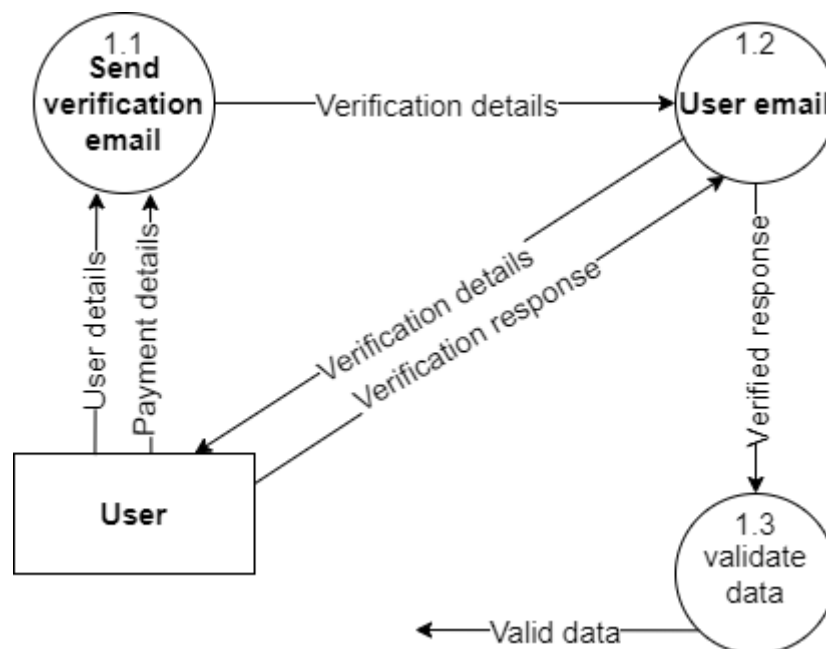 1.1
Send
verification
email
Verification details
1.2
User email
User details
Payment details
Verification details
Verification response
Verified response
User
1.3
validate
data
Valid data